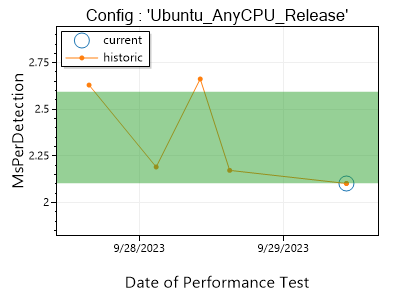 Config : 'Ubuntu_AnyCPU_Release'
current
historic
2.75
2.5
2.25
2
MsPerDetection
9/28/2023
9/29/2023
Date of Performance Test